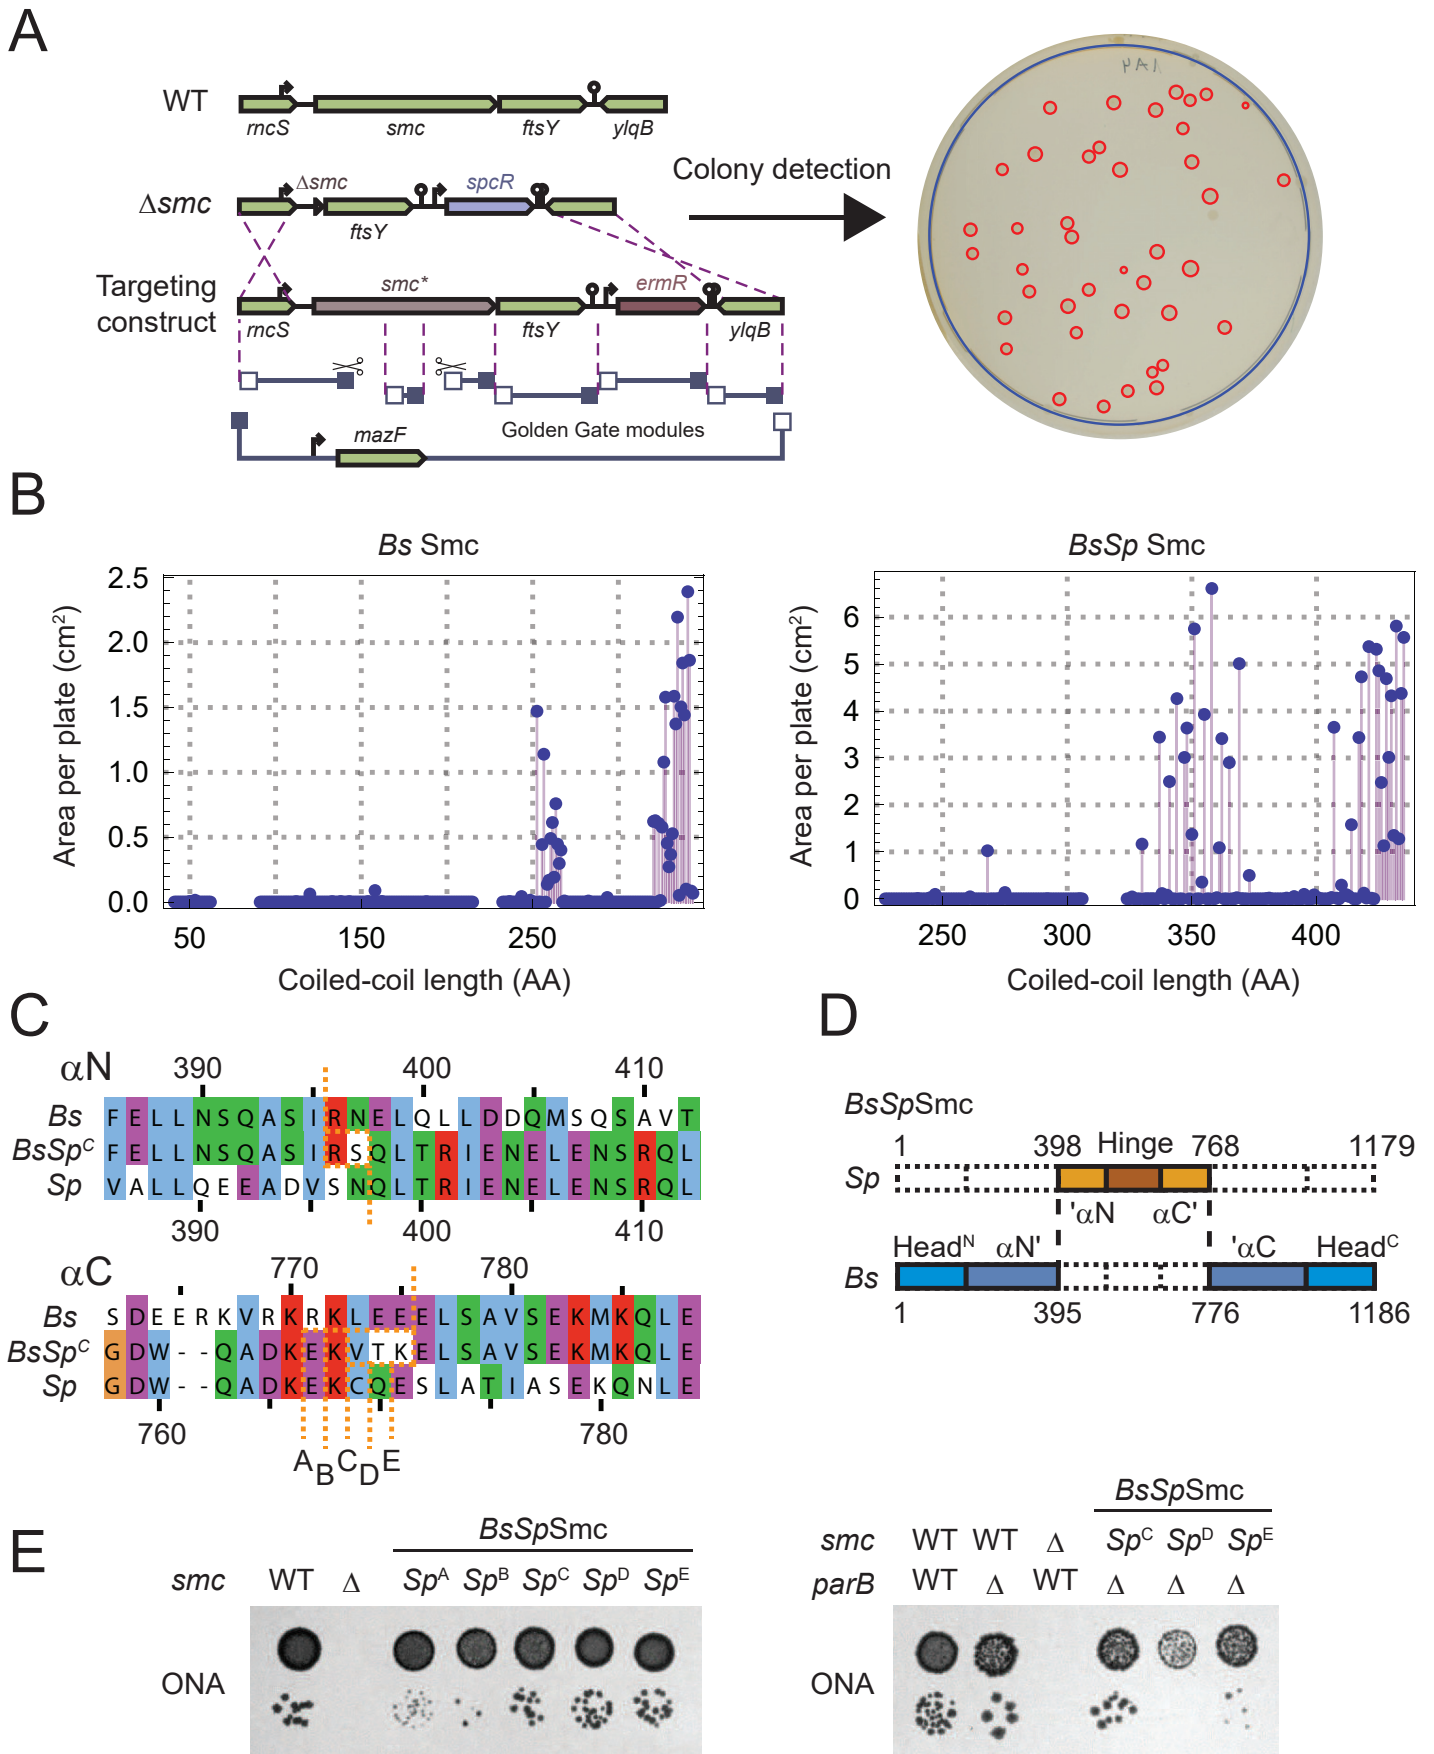 A
WT
rncS smc ftsY ylqB
Δsmc
Δsmc spcR
ftsY
Targeting
construct
smc* ermR
rncS ftsY ylqB
mazF
Golden Gate modules
Colony detection
B
Bs Smc
Area per plate (cm²)
2.5
2.0
1.5
1.0
0.5
0.0
50 150 250
Coiled-coil length (AA)
BsSp Smc
Area per plate (cm²)
6
5
4
3
2
1
0
250 300 350 400
Coiled-coil length (AA)
C
αN 390 400 410
Bs FELLNSQASIRNELQLLDDQMSQSAVT
BsSpᶜ FELLNSQASIRSQLTRIENELENSRQL
Sp VALLQEEADVSNQLTRIENELENSRQL
390 400 410
αC 770 780
Bs SDEERKVRKRKLEEELSAVSEKMKQLE
BsSpᶜ GDW--QADKEKVTKELSAVSEKMKQLE
Sp GDW--QADKEKCQESLATIASEKQNLE
760 780
A B C D E
D
BsSpSmc
1 398 Hinge 768 1179
Sp
'αN αC'
Headᴺ αN' 'αC Headᶜ
Bs
1 395 776 1186
E
BsSpSmc
smc WT Δ Spᴬ Spᴮ Spᶜ Spᴰ Spᴱ
ONA
BsSpSmc
smc WT WT Δ Spᶜ Spᴰ Spᴱ
parB WT Δ WT Δ Δ Δ
ONA